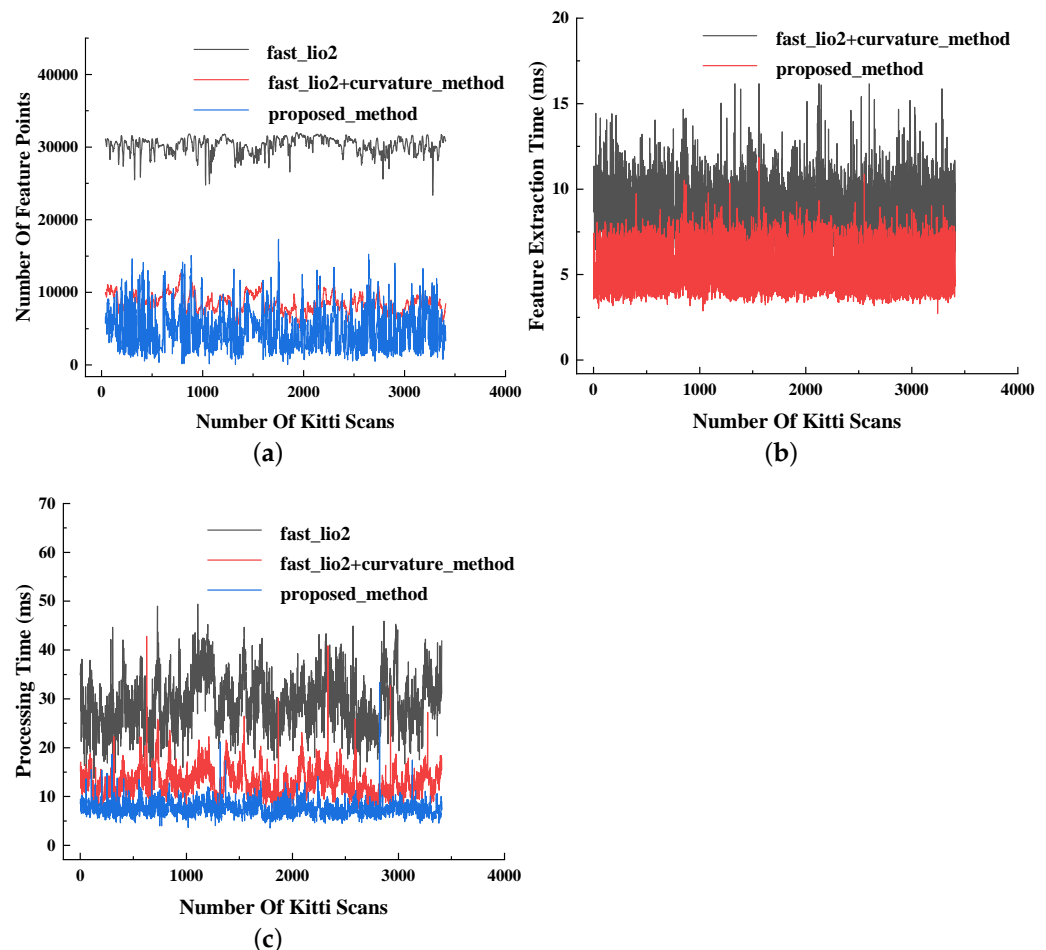 fast_lio2
fast_lio2+curvature_method
proposed_method
40000
30000
20000
10000
0
Number Of Feature Points
0 1000 2000 3000 4000
Number Of Kitti Scans
(a)
fast_lio2+curvature_method
proposed_method
20
15
10
5
0
Feature Extraction Time (ms)
0 1000 2000 3000 4000
Number Of Kitti Scans
(b)
fast_lio2
fast_lio2+curvature_method
proposed_method
70
60
50
40
30
20
10
0
Processing Time (ms)
0 1000 2000 3000 4000
Number Of Kitti Scans
(c)